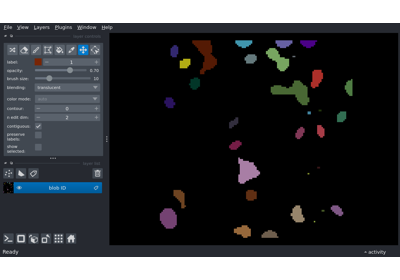 File View Layers Plugins Window Help
label: 1
opacity: 0.70
brush size: 10
blending: translucent
color mode:
contour: 0
n edit dim: 2
contiguous:
preserve labels:
show selected:
blob ID
Ready
activity